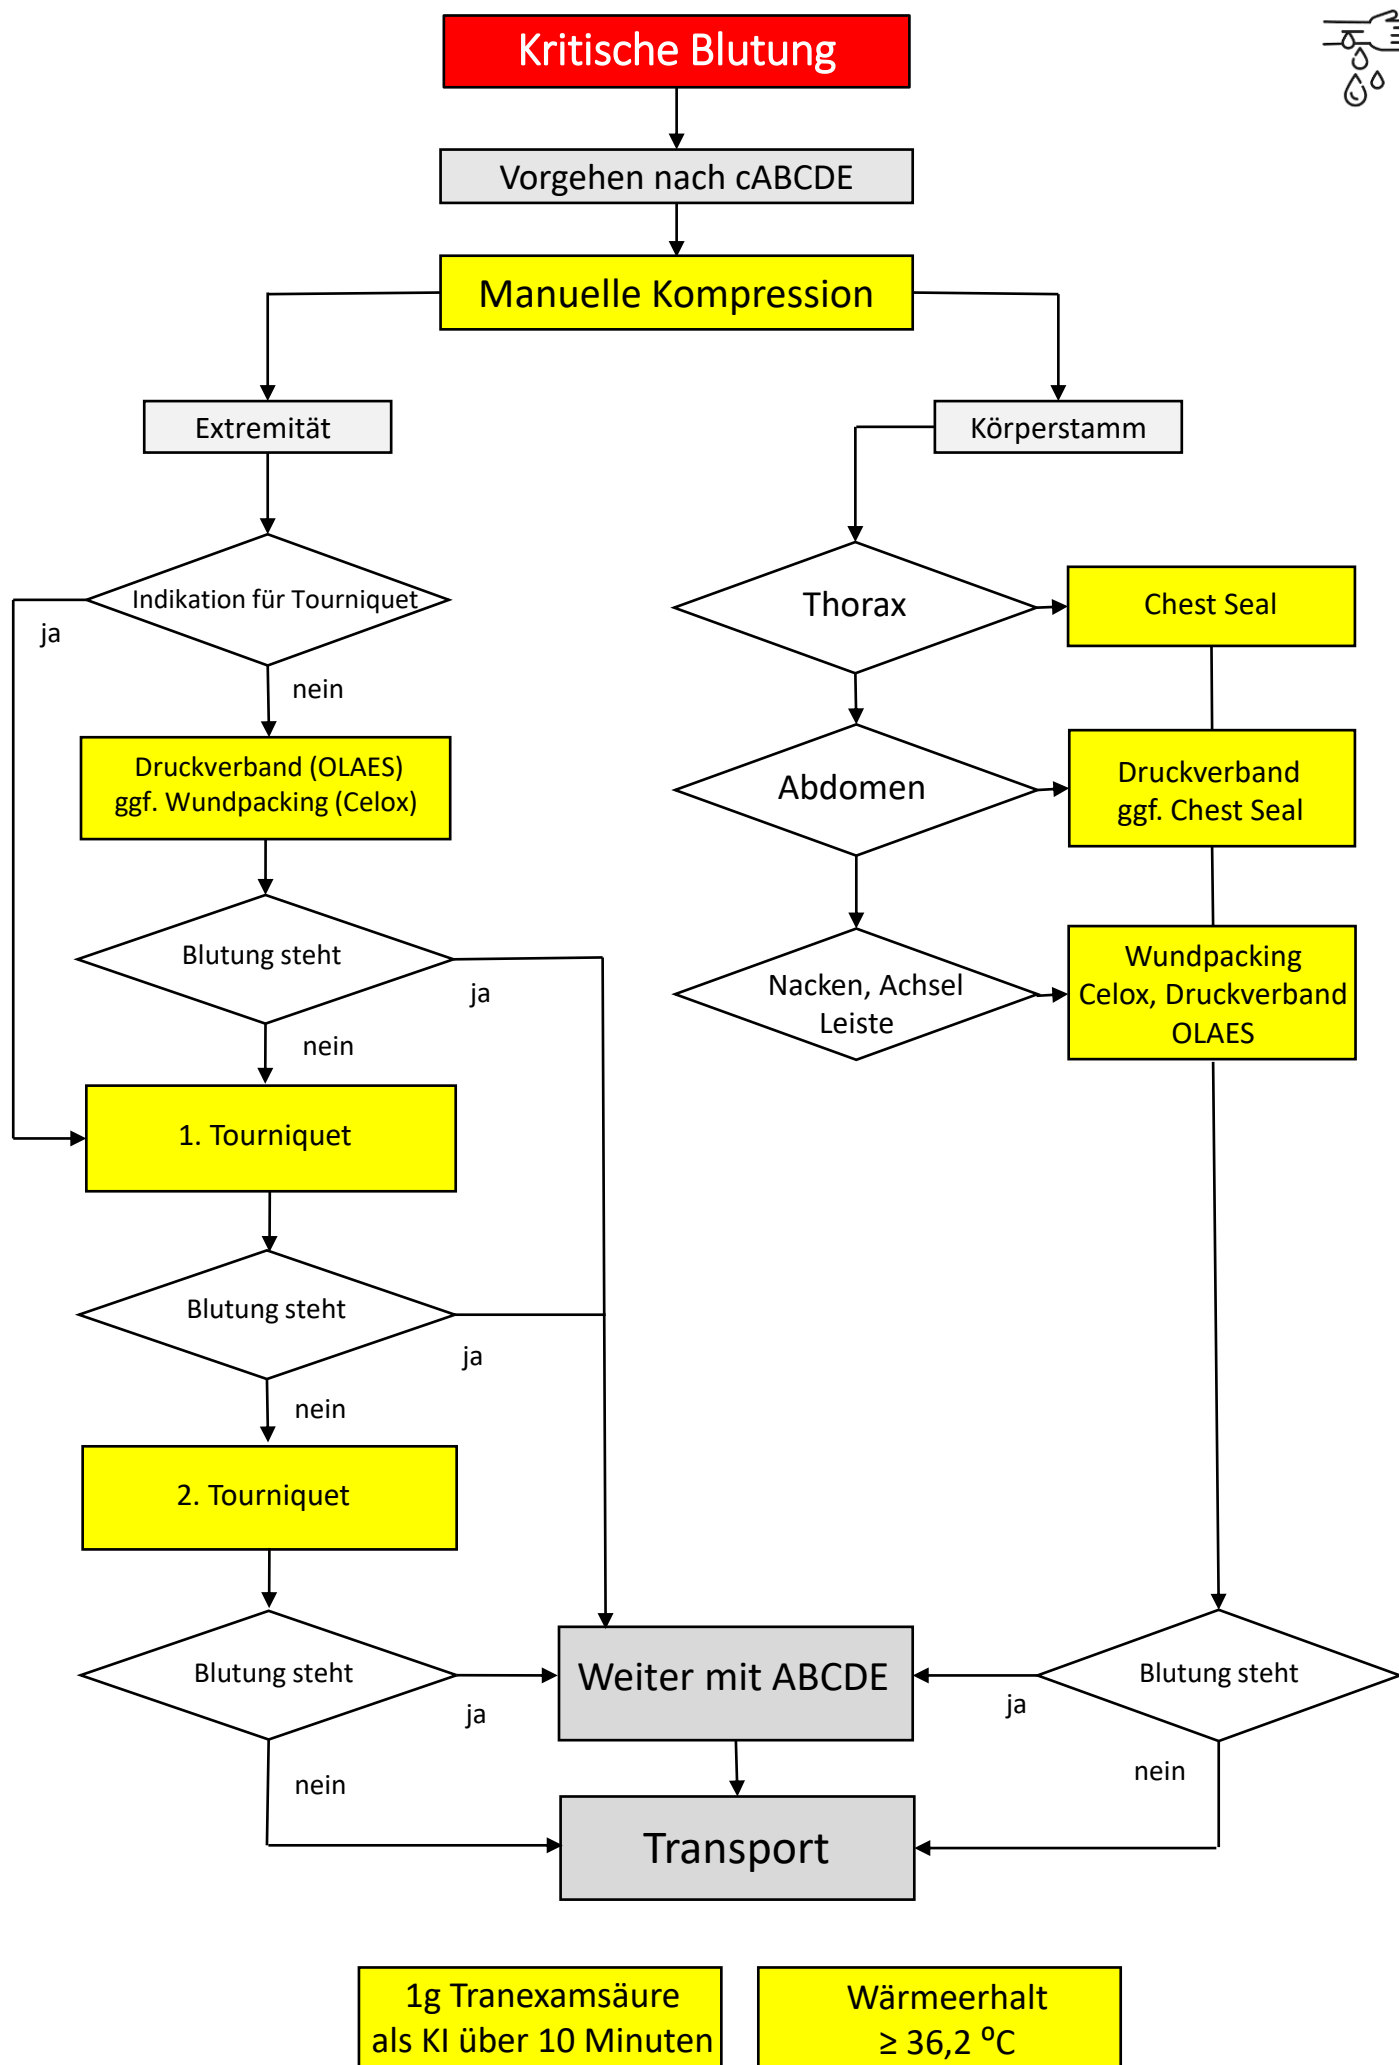 Kritische Blutung
Vorgehen nach cABCDE
Manuelle Kompression
Extremität
Körperstamm
Indikation für Tourniquet
ja
nein
Thorax
Chest Seal
Druckverband (OLAES)
ggf. Wundpacking (Celox)
Abdomen
Druckverband
ggf. Chest Seal
Blutung steht
ja
nein
Nacken, Achsel
Leiste
Wundpacking
Celox, Druckverband
OLAES
1. Tourniquet
Blutung steht
ja
nein
2. Tourniquet
Blutung steht
ja
nein
Weiter mit ABCDE
Blutung steht
ja
nein
Transport
1g Tranexamsäure
als KI über 10 Minuten
Wärmeerhalt
≥ 36,2 ⁰C